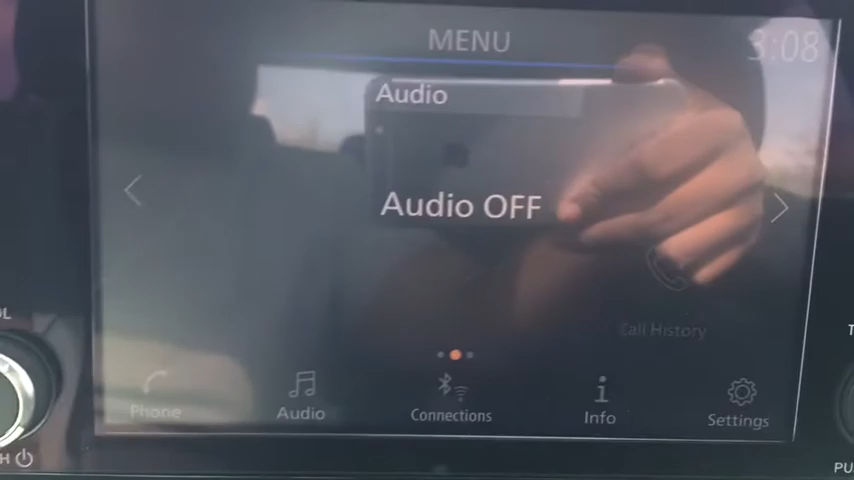 MENU
3:08
Audio
Audio OFF
Call History
Phone
Audio
Connections
i
Info
Settings